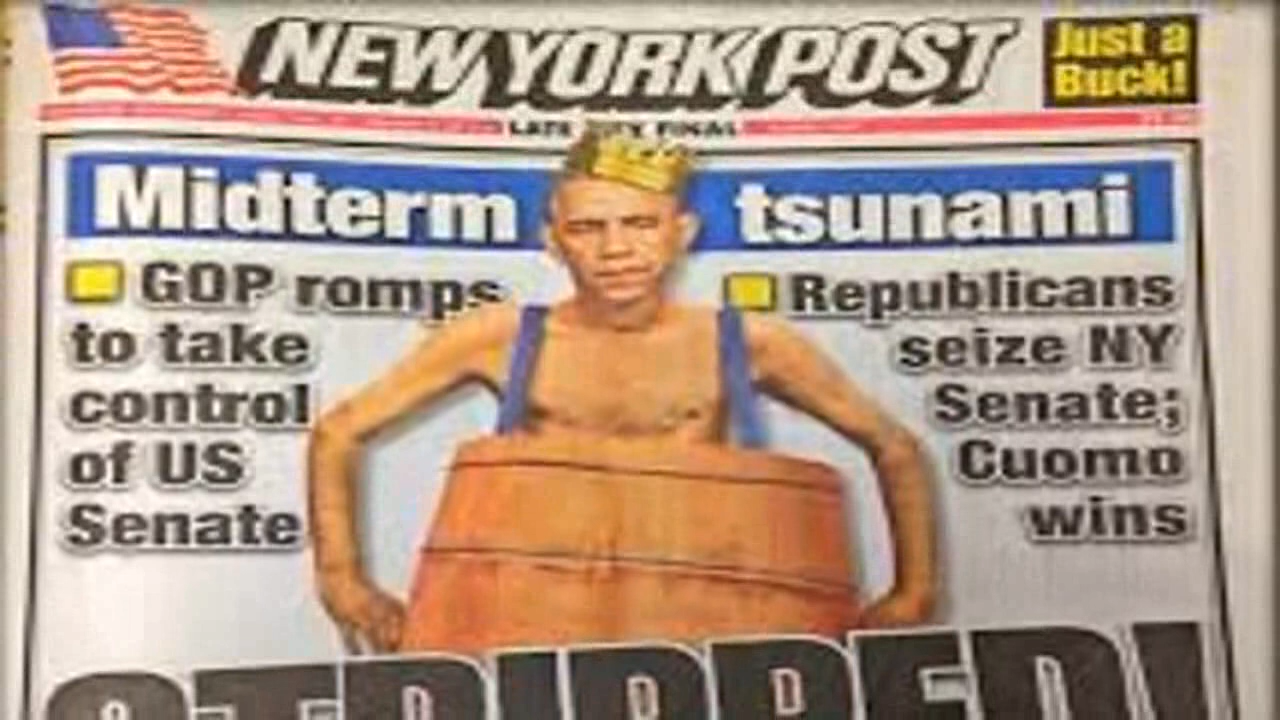 NEW YORK POST
Just a
Buck!
LATE CITY FINAL
Midterm tsunami
GOP romps
to take
control
of US
Senate
Republicans
seize NY
Senate;
Cuomo
wins
STRIPPED!